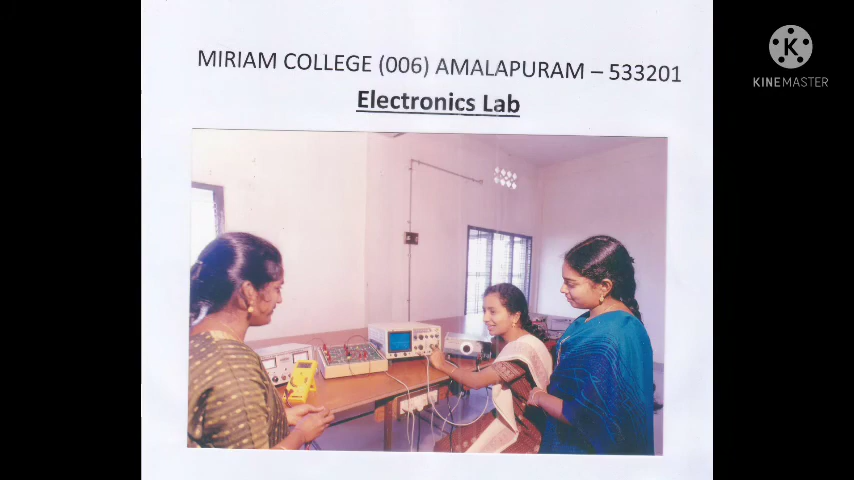 MIRIAM COLLEGE (006) AMALAPURAM – 533201
Electronics Lab
K
KINEMASTER